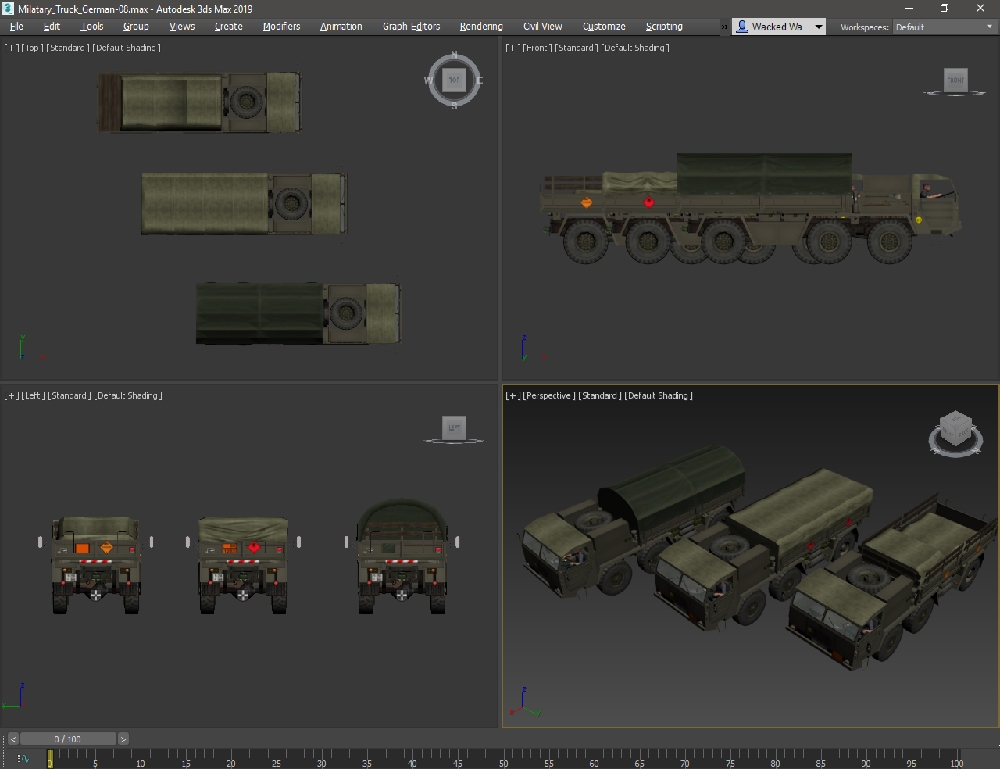 Militatry_Truck_German-08.max - Autodesk 3ds Max 2019
File Edit Tools Group Views Create Modifiers Animation Graph Editors Rendering Civil View Customize Scripting » Wacked Wa Workspaces: Default
[+] [Top] [Standard] [Default Shading]
[+] [Front] [Standard] [Default Shading]
N
W TOP E
S
FRONT
[+] [Left] [Standard] [Default Shading]
[+] [Perspective] [Standard] [Default Shading]
LEFT
< 0 / 100 >
0 5 10 15 20 25 30 35 40 45 50 55 60 65 70 75 80 85 90 95 100